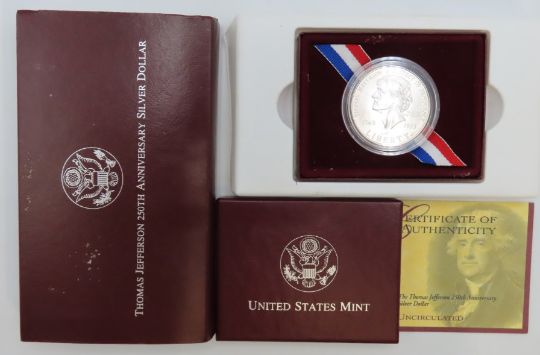 THOMAS JEFFERSON 250TH ANNIVERSARY SILVER DOLLAR
LIBERTY
UNITED STATES MINT
CERTIFICATE OF
AUTHENTICITY
The Thomas Jefferson 250th Anniversary
Silver Dollar
UNCIRCULATED